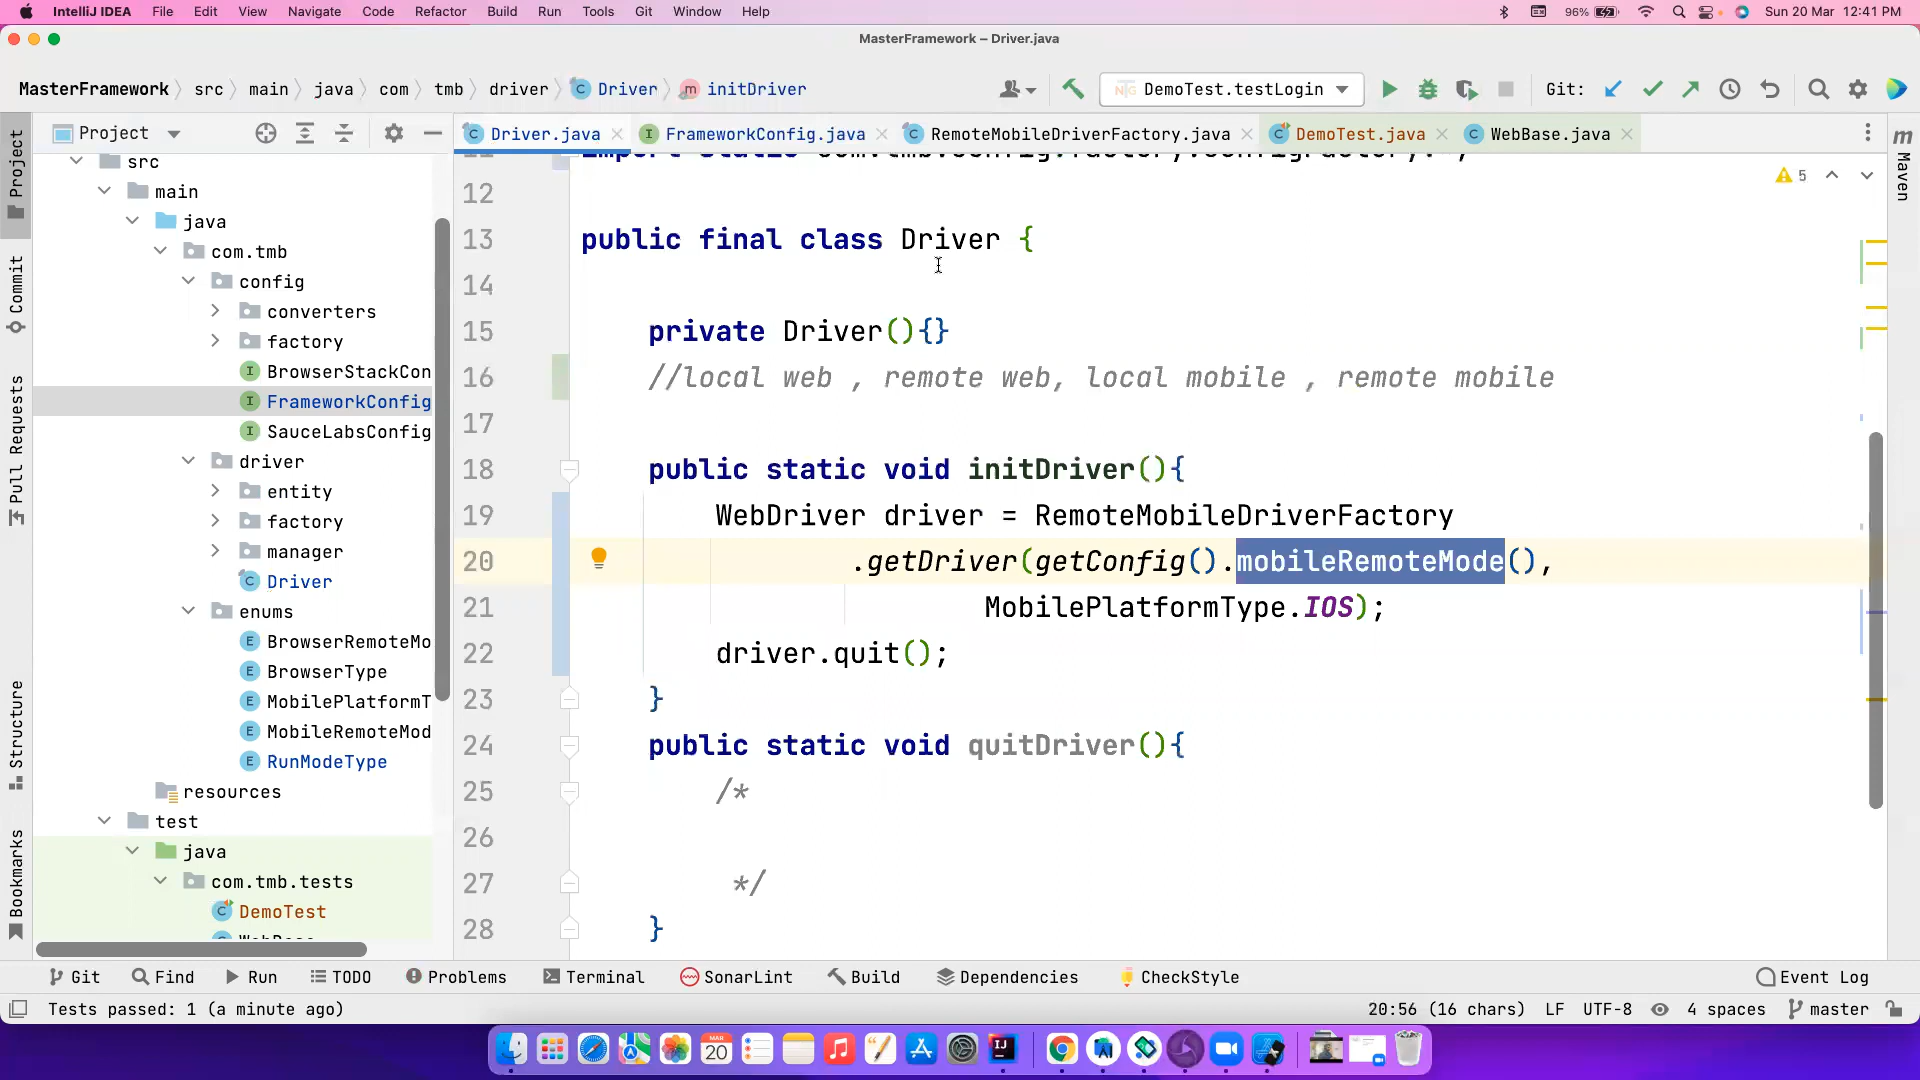 IntelliJ IDEA File Edit View Navigate Code Refactor Build Run Tools Git Window Help 96% Sun 20 Mar 12:41 PM
MasterFramework – Driver.java
MasterFramework src main java com tmb driver Driver initDriver DemoTest.testLogin Git:
Project Driver.java FrameworkConfig.java RemoteMobileDriverFactory.java DemoTest.java WebBase.java
Project
Commit
Pull Requests
Structure
Bookmarks
Maven
src
main
java
com.tmb
config
converters
factory
BrowserStackCon
FrameworkConfig
SauceLabsConfig
driver
entity
factory
manager
Driver
enums
BrowserRemoteMo
BrowserType
MobilePlatformT
MobileRemoteMod
RunModeType
resources
test
java
com.tmb.tests
DemoTest
5
12
13 public final class Driver {
14
15 private Driver(){}
16 //local web , remote web, local mobile , remote mobile
17
18 public static void initDriver(){
19 WebDriver driver = RemoteMobileDriverFactory
20 .getDriver(getConfig().mobileRemoteMode(),
21 MobilePlatformType.IOS);
22 driver.quit();
23 }
24 public static void quitDriver(){
25 /*
26
27 */
28 }
Git Find Run TODO Problems Terminal SonarLint Build Dependencies CheckStyle Event Log
Tests passed: 1 (a minute ago) 20:56 (16 chars) LF UTF-8 4 spaces master
MAR
20